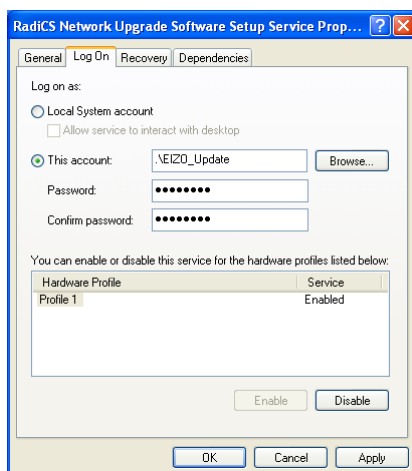 RadiCS Network Upgrade Software Setup Service Prop...
General Log On Recovery Dependencies
Log on as:
Local System account
Allow service to interact with desktop
This account: .\EIZO_Update Browse...
Password: ●●●●●●●●
Confirm password: ●●●●●●●●
You can enable or disable this service for the hardware profiles listed below:
Hardware Profile Service
Profile 1 Enabled
Enable Disable
OK Cancel Apply